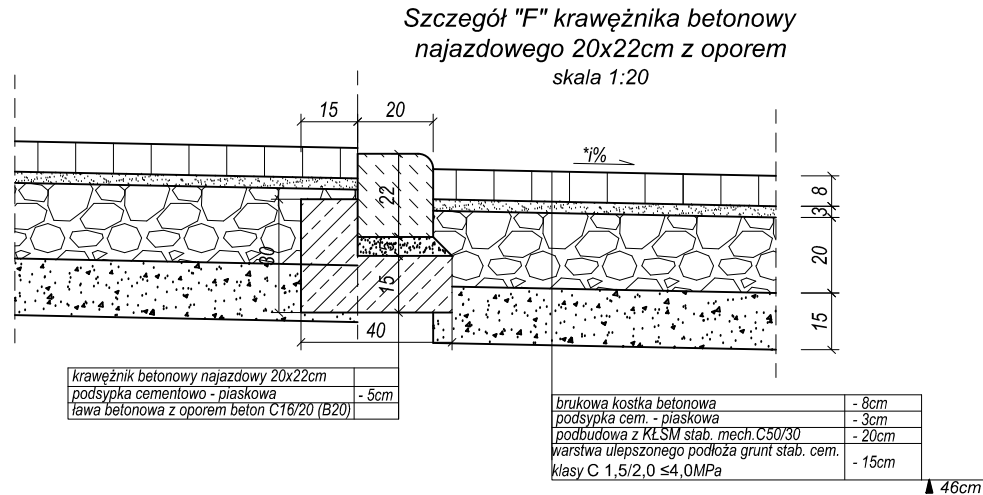 Szczegół "F" krawężnika betonowy
najazdowego 20x22cm z oporem
skala 1:20
15
20
*i%
22
8
3
20
15
30
5
15
40
krawężnik betonowy najazdowy 20x22cm
podsypka cementowo - piaskowa - 5cm
ława betonowa z oporem beton C16/20 (B20)
brukowa kostka betonowa - 8cm
podsypka cem. - piaskowa - 3cm
podbudowa z KŁSM stab. mech.C50/30 - 20cm
warstwa ulepszonego podłoża grunt stab. cem.
klasy C 1,5/2,0 ≤4,0MPa - 15cm
46cm